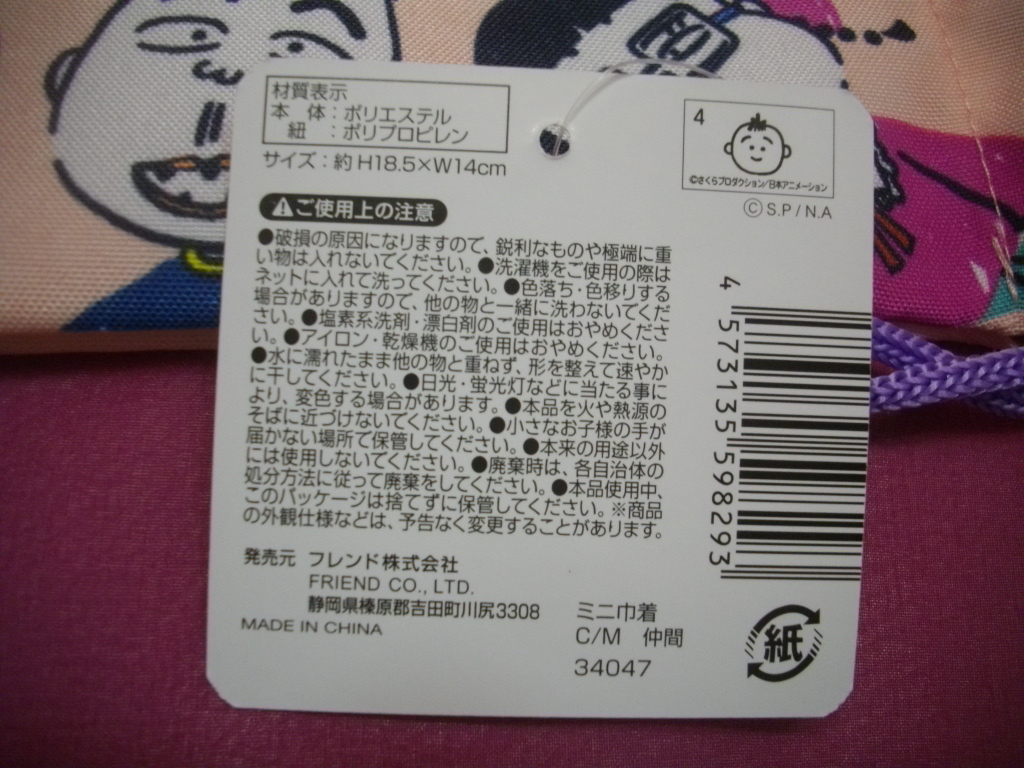 材質表示
本 体：ポリエステル
紐 ：ポリプロピレン
サイズ：約H18.5×W14cm
4
©さくらプロダクション/日本アニメーション
Ⓒ S.P / N.A
⚠ご使用上の注意
●破損の原因になりますので、鋭利なものや極端に重
い物は入れないでください。●洗濯機をご使用の際は
ネットに入れて洗ってください。●色落ち・色移りする
場合がありますので、他の物と一緒に洗わないでくだ
さい。●塩素系洗剤・漂白剤のご使用はおやめくださ
い。●アイロン・乾燥機のご使用はおやめください。
●水に濡れたまま他の物と重ねず、形を整えて速やか
に干してください。●日光・蛍光灯などに当たる事に
より、変色する場合があります。●本品を火や熱源の
そばに近づけないでください。●小さなお子様の手が
届かない場所で保管してください。●本来の用途以外
には使用しないでください。●廃棄時は、各自治体の
処分方法に従って廃棄をしてください。●本品使用中、
このパッケージは捨てずに保管してください。※商品
の外観仕様などは、予告なく変更することがあります。
4 573135 598293
発売元 フレンド株式会社
FRIEND CO., LTD.
静岡県榛原郡吉田町川尻3308
MADE IN CHINA
ミニ巾着
C/M 仲間
34047
紙